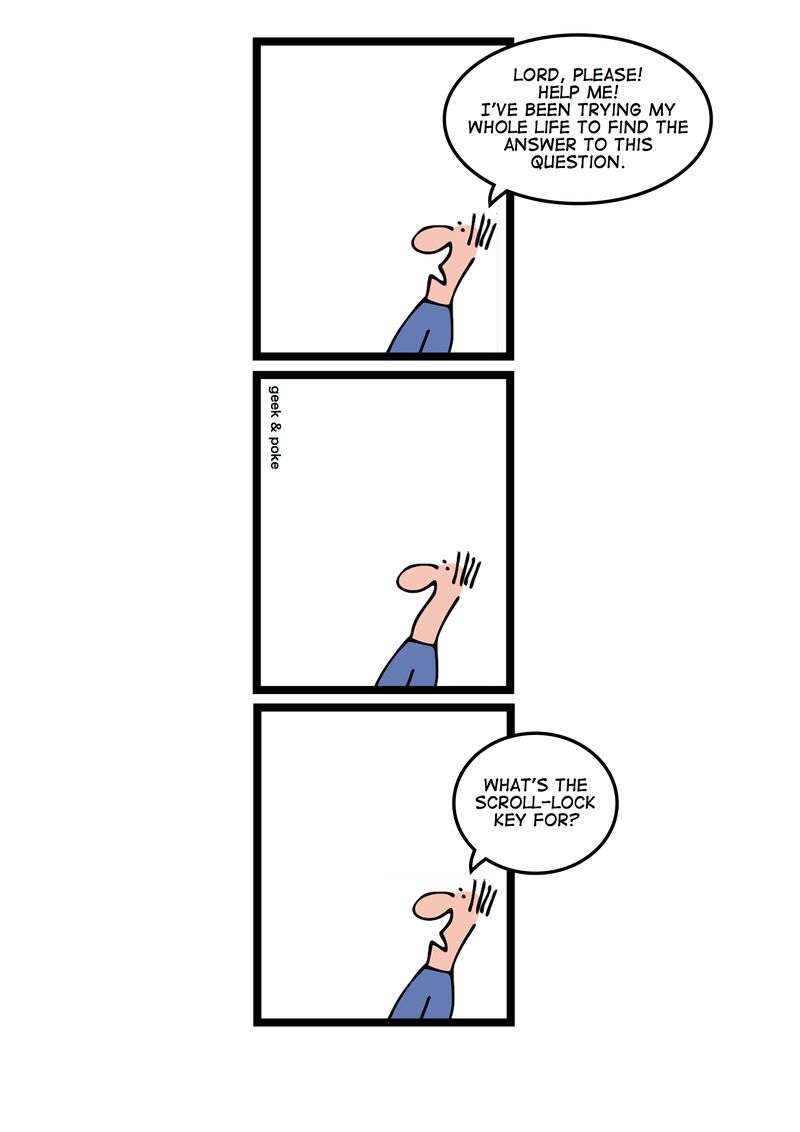 LORD, PLEASE!
HELP ME!
I'VE BEEN TRYING MY
WHOLE LIFE TO FIND THE
ANSWER TO THIS
QUESTION.
geek & poke
WHAT'S THE
SCROLL-LOCK
KEY FOR?